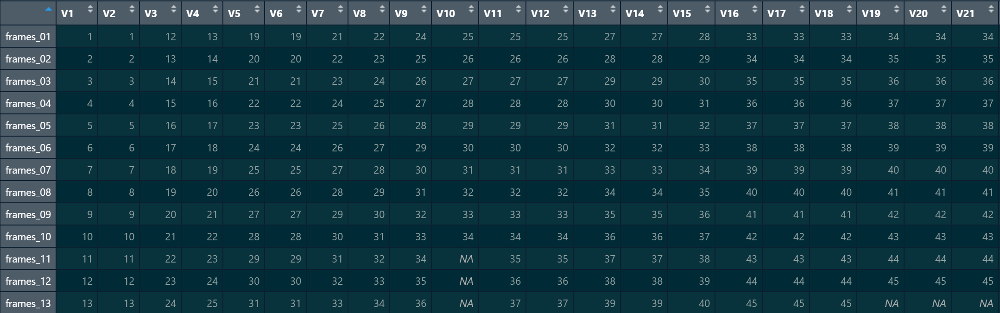 V1 V2 V3 V4 V5 V6 V7 V8 V9 V10 V11 V12 V13 V14 V15 V16 V17 V18 V19 V20 V21
frames_01 1 1 12 13 19 19 21 22 24 25 25 25 27 27 28 33 33 33 34 34 34
frames_02 2 2 13 14 20 20 22 23 25 26 26 26 28 28 29 34 34 34 35 35 35
frames_03 3 3 14 15 21 21 23 24 26 27 27 27 29 29 30 35 35 35 36 36 36
frames_04 4 4 15 16 22 22 24 25 27 28 28 28 30 30 31 36 36 36 37 37 37
frames_05 5 5 16 17 23 23 25 26 28 29 29 29 31 31 32 37 37 37 38 38 38
frames_06 6 6 17 18 24 24 26 27 29 30 30 30 32 32 33 38 38 38 39 39 39
frames_07 7 7 18 19 25 25 27 28 30 31 31 31 33 33 34 39 39 39 40 40 40
frames_08 8 8 19 20 26 26 28 29 31 32 32 32 34 34 35 40 40 40 41 41 41
frames_09 9 9 20 21 27 27 29 30 32 33 33 33 35 35 36 41 41 41 42 42 42
frames_10 10 10 21 22 28 28 30 31 33 34 34 34 36 36 37 42 42 42 43 43 43
frames_11 11 11 22 23 29 29 31 32 34 NA 35 35 37 37 38 43 43 43 44 44 44
frames_12 12 12 23 24 30 30 32 33 35 NA 36 36 38 38 39 44 44 44 45 45 45
frames_13 13 13 24 25 31 31 33 34 36 NA 37 37 39 39 40 45 45 45 NA NA NA